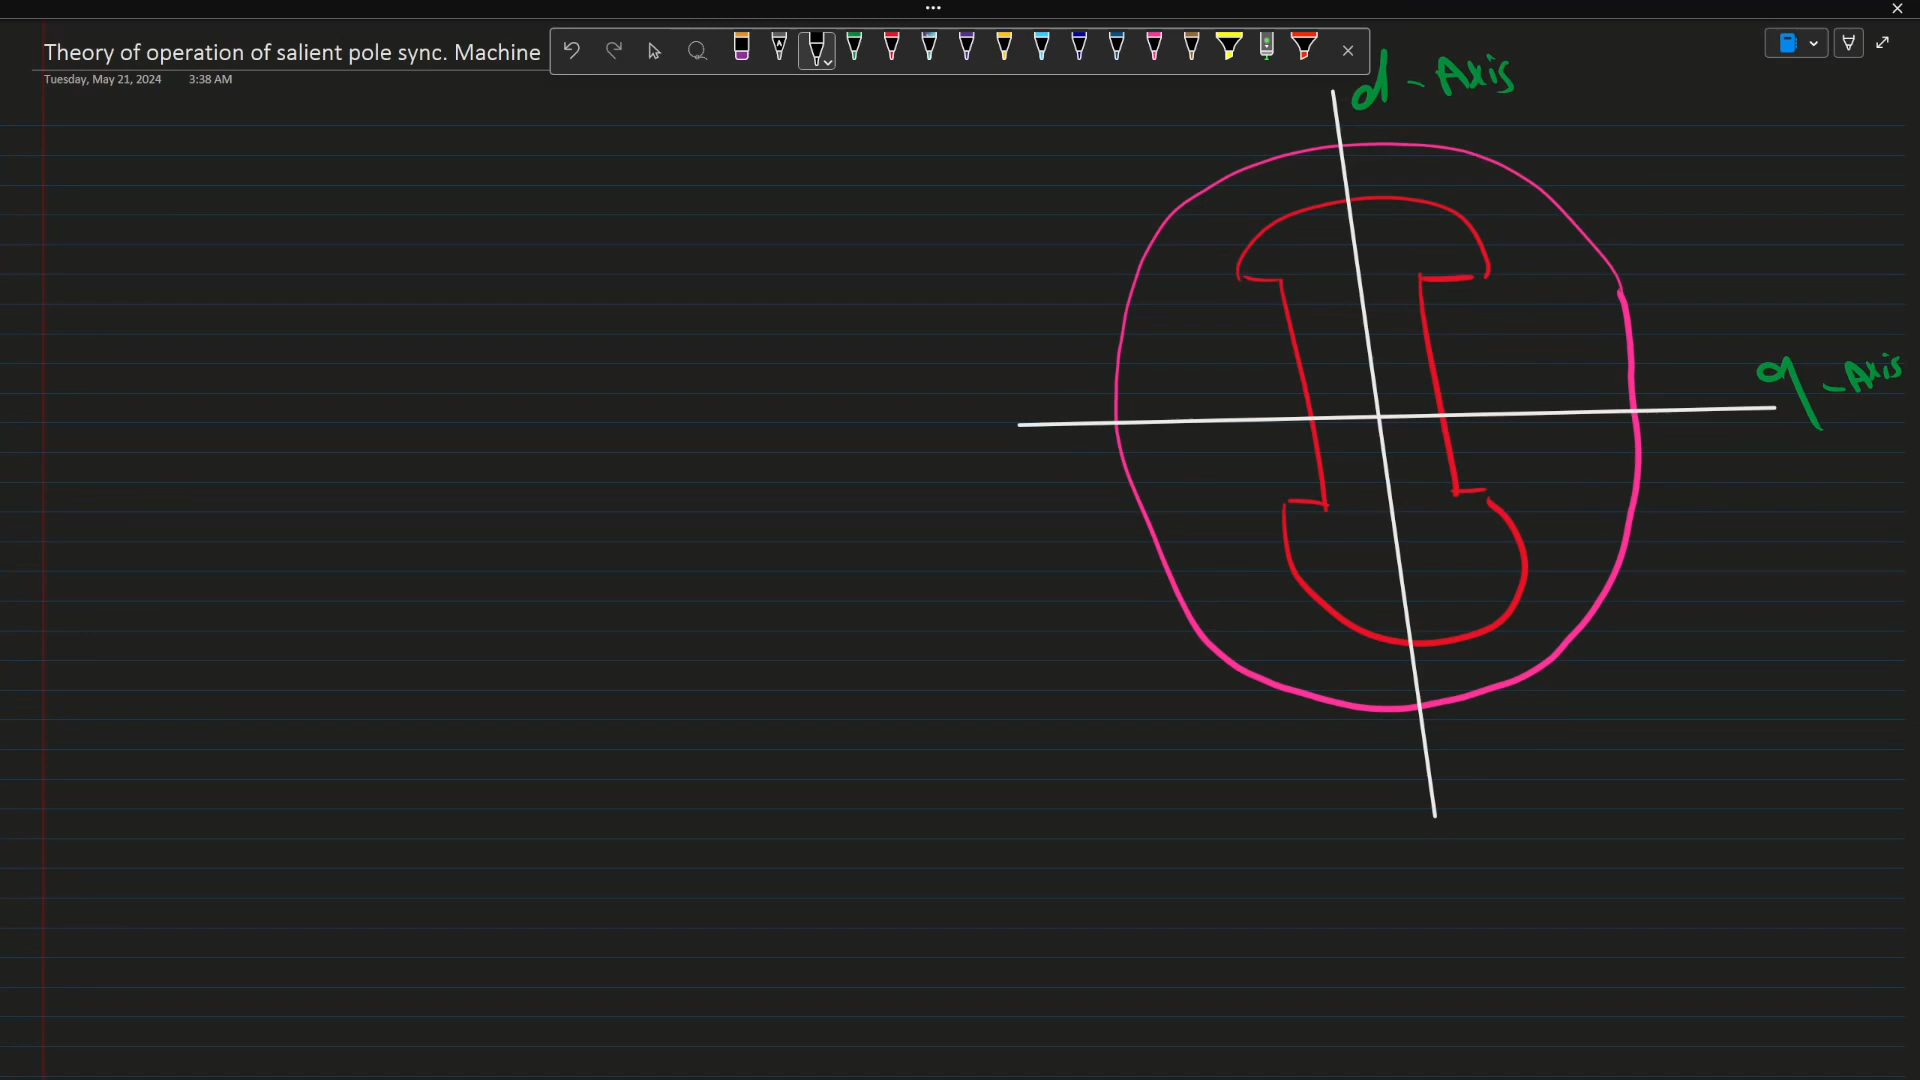 Theory of operation of salient pole sync. Machine
Tuesday, May 21, 2024 3:38 AM
d - Axis
q - Axis